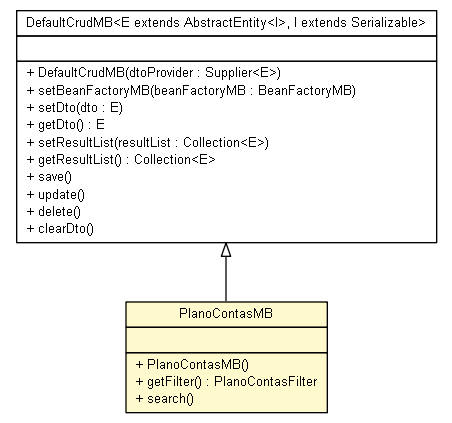 DefaultCrudMB<E extends AbstractEntity<I>, I extends Serializable>
+ DefaultCrudMB(dtoProvider : Supplier<E>)
+ setBeanFactoryMB(beanFactoryMB : BeanFactoryMB)
+ setDto(dto : E)
+ getDto() : E
+ setResultList(resultList : Collection<E>)
+ getResultList() : Collection<E>
+ save()
+ update()
+ delete()
+ clearDto()
PlanoContasMB
+ PlanoContasMB()
+ getFilter() : PlanoContasFilter
+ search()